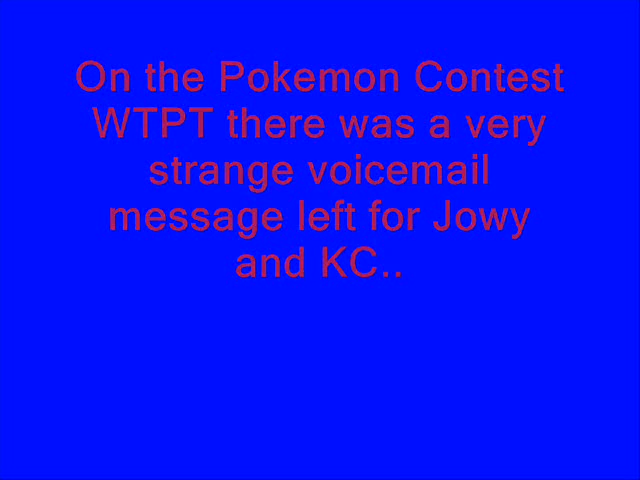 On the Pokemon Contest
WTPT there was a very
strange voicemail
message left for Jowy
and KC..